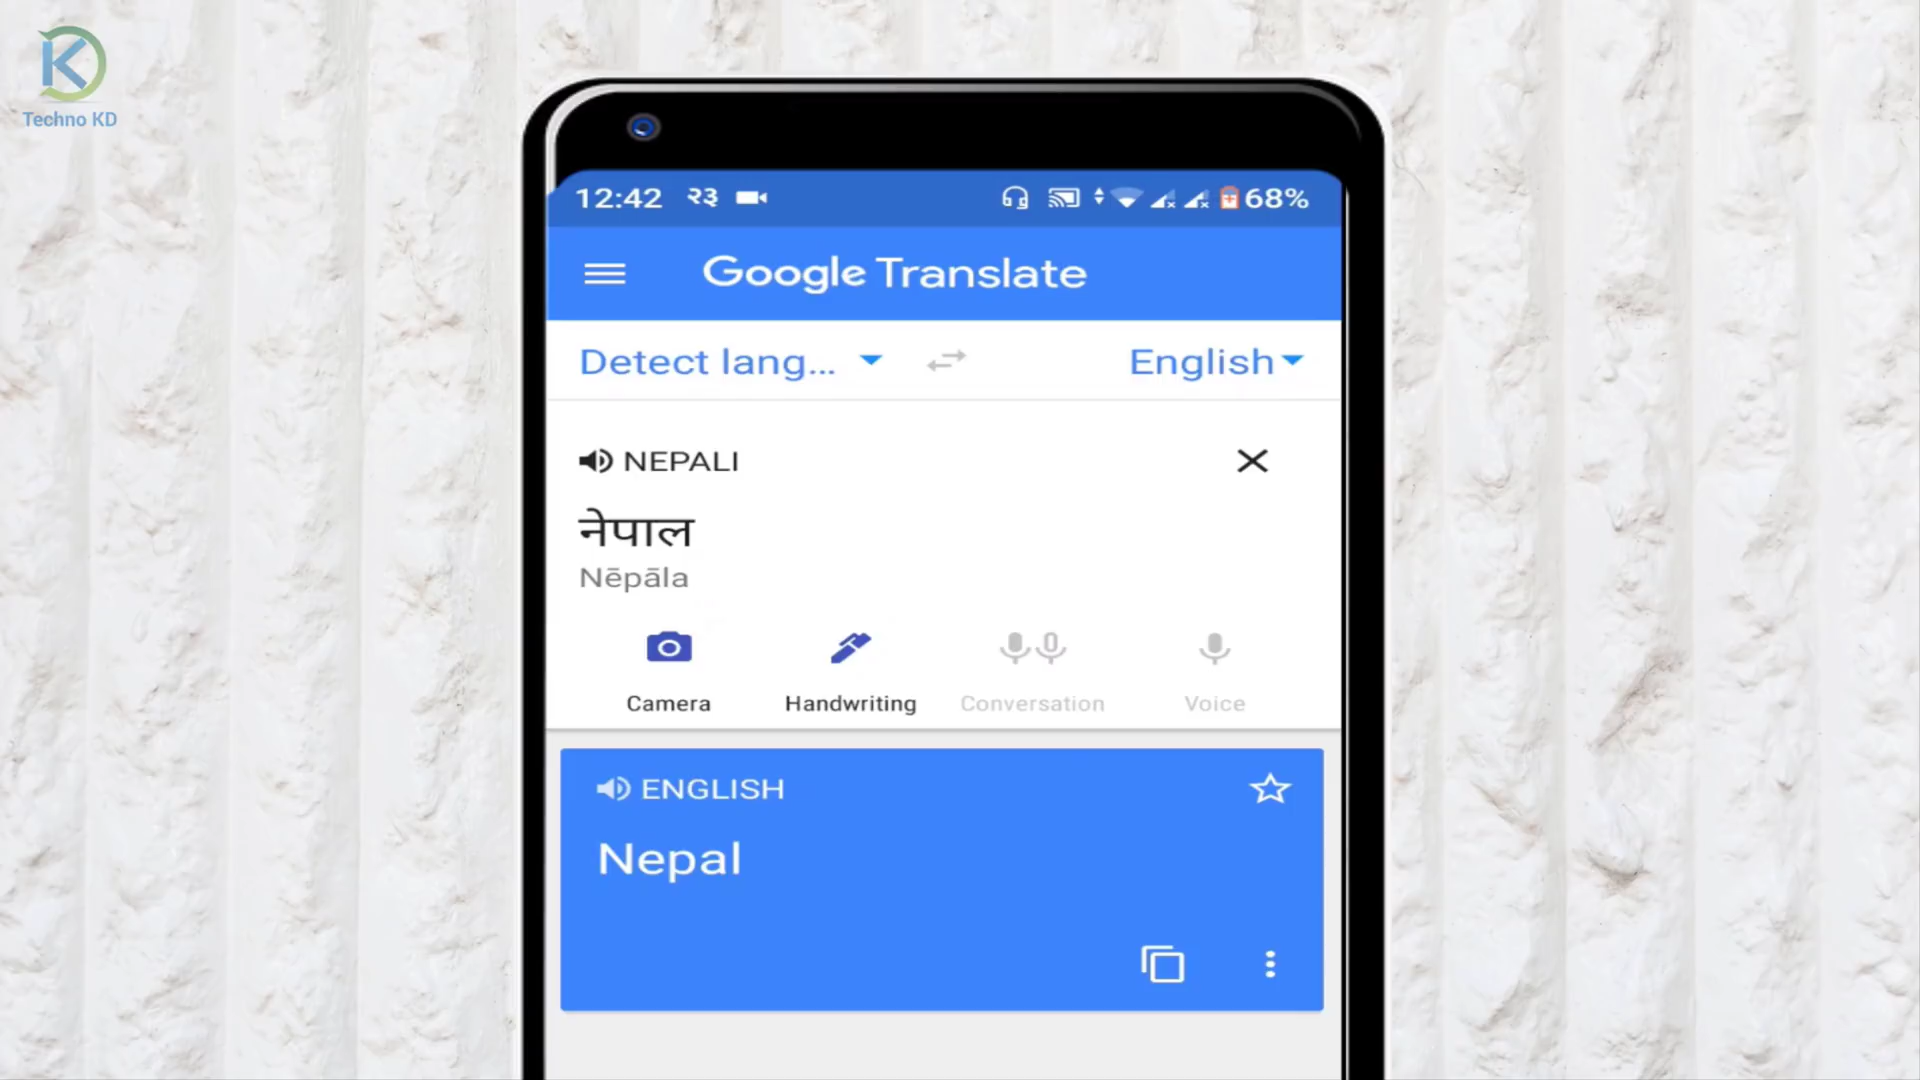 Techno KD
12:42 २३ 68%
Google Translate
Detect lang... English
NEPALI
नेपाल
Nēpāla
Camera Handwriting Conversation Voice
ENGLISH
Nepal